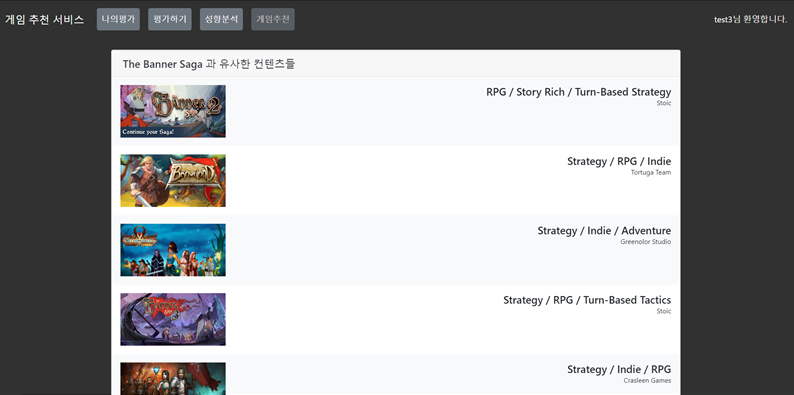 게임 추천 서비스 나의평가 평가하기 성향분석 게임추천 test3님 환영합니다.
The Banner Saga 과 유사한 컨텐츠들
BANNER SAGA 2
Continue your Saga!
RPG / Story Rich / Turn-Based Strategy
Stoic
Strategy / RPG / Indie
Tortuga Team
Strategy / Indie / Adventure
Greenolor Studio
Strategy / RPG / Turn-Based Tactics
Stoic
Strategy / Indie / RPG
Crasleen Games